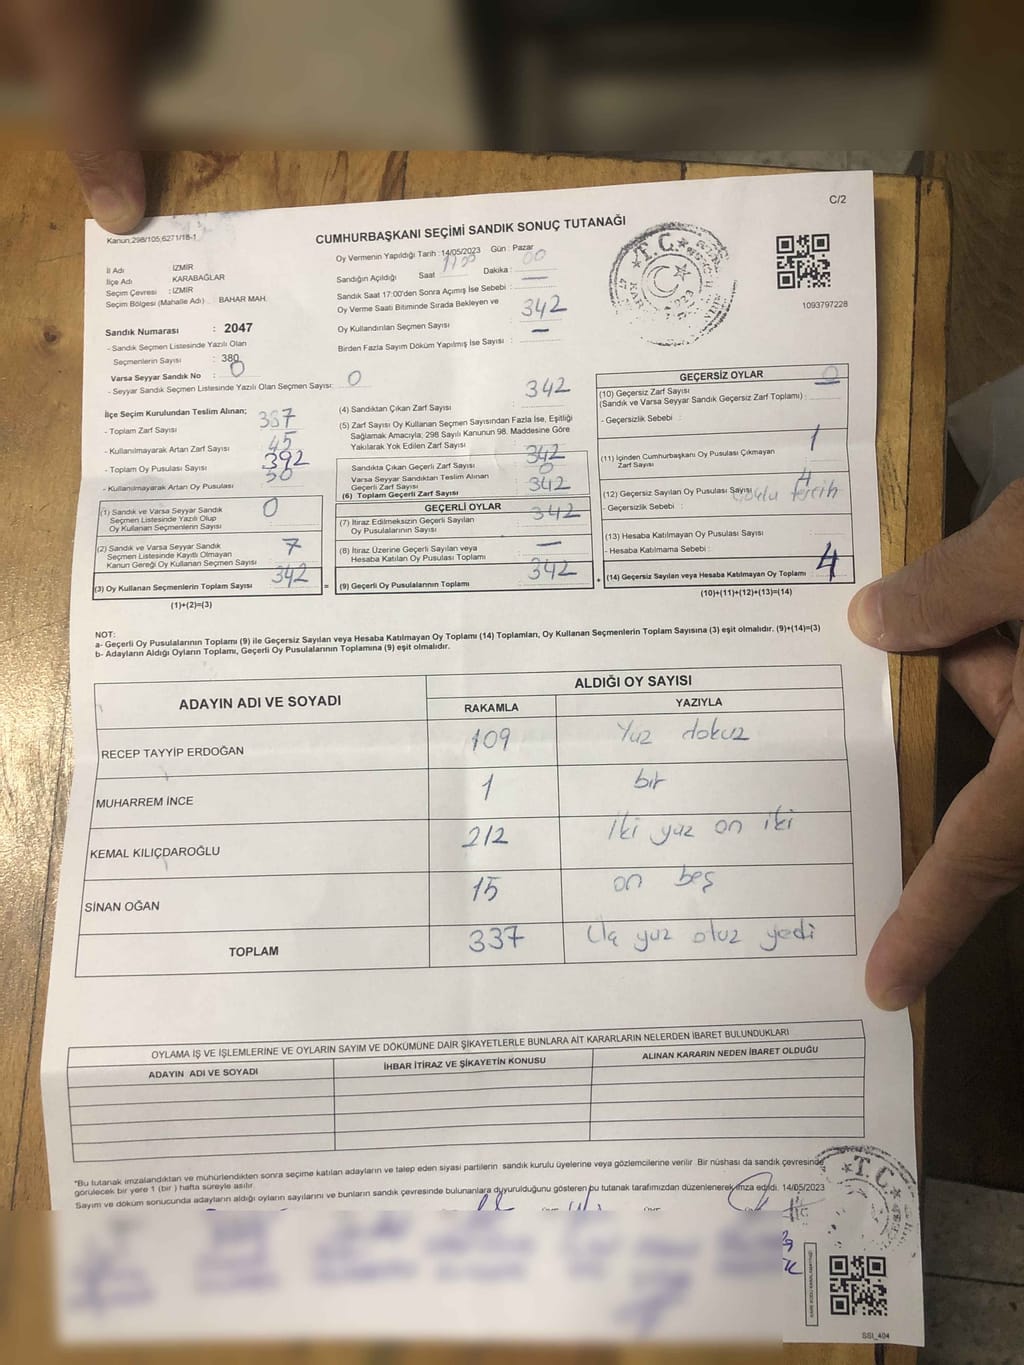 C/2
Kanun:298/105,6271/18-1
CUMHURBAŞKANI SEÇİMİ SANDIK SONUÇ TUTANAĞI
İl Adı : İZMİR
İlçe Adı : KARABAĞLAR
Seçim Çevresi : İZMİR
Seçim Bölgesi (Mahalle Adı) : BAHAR MAH.
Sandık Numarası : 2047
- Sandık Seçmen Listesinde Yazılı Olan
Seçmenlerin Sayısı : 380
Varsa Seyyar Sandık No : 0
- Seyyar Sandık Seçmen Listesinde Yazılı Olan Seçmen Sayısı: 0
Oy Vermenin Yapıldığı Tarih :14/05/2023 Gün : Pazar
Sandığın Açıldığı Saat 17 00 Dakika : 00
Sandık Saat 17:00'den Sonra Açımış İse Sebebi : —
Oy Verme Saati Bitiminde Sırada Bekleyen ve
Oy Kullandırılan Seçmen Sayısı 342
Birden Fazla Sayım Döküm Yapılmış İse Sayısı : —
T.C.
1093797228
İlçe Seçim Kurulundan Teslim Alınan;
- Toplam Zarf Sayısı 387
- Kullanılmayarak Artan Zarf Sayısı 45
- Toplam Oy Pusulası Sayısı 392
- Kullanılmayarak Artan Oy Pusulası 50
(1) Sandık ve Varsa Seyyar Sandık
Seçmen Listesinde Yazılı Olup
Oy Kullanan Seçmenlerin Sayısı 0
(2) Sandık ve Varsa Seyyar Sandık
Seçmen Listesinde Kayıtlı Olmayan
Kanun Gereği Oy Kullanan Seçmen Sayısı 7
(3) Oy Kullanan Seçmenlerin Toplam Sayısı 342
(1)+(2)=(3)
(4) Sandıktan Çıkan Zarf Sayısı 342
(5) Zarf Sayısı Oy Kullanan Seçmen Sayısından Fazla İse, Eşitliği
Sağlamak Amacıyla; 298 Sayılı Kanunun 98. Maddesine Göre
Yakılarak Yok Edilen Zarf Sayısı
Sandıkta Çıkan Geçerli Zarf Sayısı 342
Varsa Seyyar Sandıktan Teslim Alınan
Geçerli Zarf Sayısı 0
(6) Toplam Geçerli Zarf Sayısı 342
GEÇERLİ OYLAR
(7) İtiraz Edilmeksizin Geçerli Sayılan
Oy Pusulalarının Sayısı 342
(8) İtiraz Üzerine Geçerli Sayılan veya
Hesaba Katılan Oy Pusulası Toplamı —
= (9) Geçerli Oy Pusulalarının Toplamı 342 +
GEÇERSİZ OYLAR
(10) Geçersiz Zarf Sayısı
(Sandık ve Varsa Seyyar Sandık Geçersiz Zarf Toplamı) : 0
- Geçersizlik Sebebi :
(11) İçinden Cumhurbaşkanı Oy Pusulası Çıkmayan
Zarf Sayısı 1
(12) Geçersiz Sayılan Oy Pusulası Sayısı 4
- Geçersizlik Sebebi : tercih
(13) Hesaba Katılmayan Oy Pusulası Sayısı
- Hesaba Katılmama Sebebi :
(14) Geçersiz Sayılan veya Hesaba Katılmayan Oy Toplamı 4
(10)+(11)+(12)+(13)=(14)
NOT:
a- Geçerli Oy Pusulalarının Toplamı (9) ile Geçersiz Sayılan veya Hesaba Katılmayan Oy Toplamı (14) Toplamları, Oy Kullanan Seçmenlerin Toplam Sayısına (3) eşit olmalıdır. (9)+(14)=(3)
b- Adayların Aldığı Oyların Toplamı, Geçerli Oy Pusulalarının Toplamına (9) eşit olmalıdır.
ADAYIN ADI VE SOYADI ALDIĞI OY SAYISI
RAKAMLA YAZIYLA
RECEP TAYYİP ERDOĞAN 109 Yüz dokuz
MUHARREM İNCE 1 bir
KEMAL KILIÇDAROĞLU 212 İki yüz on iki
SİNAN OĞAN 15 on beş
TOPLAM 337 Üç yüz otuz yedi
OYLAMA İŞ VE İŞLEMLERİNE VE OYLARIN SAYIM VE DÖKÜMÜNE DAİR ŞİKAYETLERLE BUNLARA AİT KARARLARIN NELERDEN İBARET BULUNDUKLARI
ADAYIN ADI VE SOYADI İHBAR İTİRAZ VE ŞİKAYETİN KONUSU ALINAN KARARIN NEDEN İBARET OLDUĞU
*Bu tutanak imzalandıktan ve mühürlendikten sonra seçime katılan adayların ve talep eden siyasi partilerin sandık kurulu üyelerine veya gözlemcilerine verilir. Bir nüshası da sandık çevresinde
görülecek bir yere 1 (bir ) hafta süreyle asılır.
Sayım ve döküm sonucunda adayların aldığı oyların sayılarını ve bunların sandık çevresinde bulunanlara duyurulduğunu gösteren bu tutanak tarafımızdan düzenlenerek imza edildi. 14/05/2023
T.C.
SSI_404